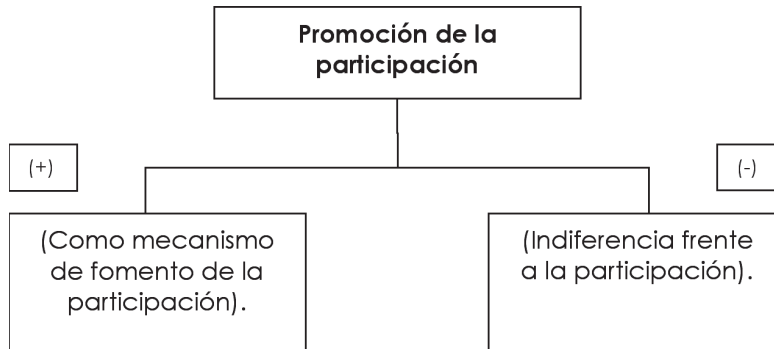 Promoción de la
participación
(+)
(-)
(Como mecanismo
de fomento de la
participación).
(Indiferencia frente
a la participación).